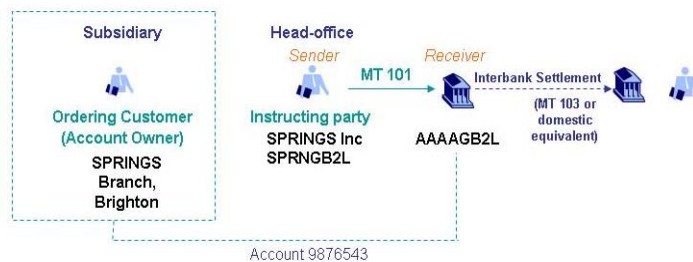 Subsidiary
Head-office
Sender
Receiver
MT 101
Interbank Settlement
(MT 103 or
domestic
equivalent)
Ordering Customer
(Account Owner)
SPRINGS
Branch,
Brighton
Instructing party
SPRINGS Inc
SPRNGB2L
AAAAGB2L
Account 9876543